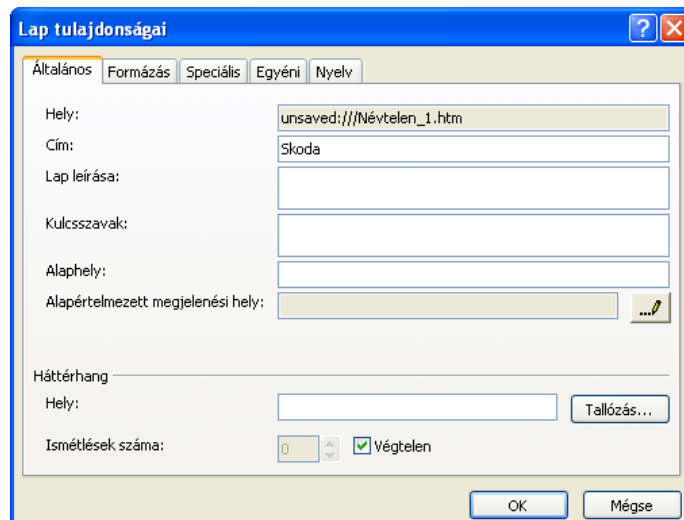 Lap tulajdonságai
Általános Formázás Speciális Egyéni Nyelv
Hely: unsaved:///Névtelen_1.htm
Cím: Skoda
Lap leírása:
Kulcsszavak:
Alaphely:
Alapértelmezett megjelenési hely: ...
Háttérhang
Hely: Tallózás...
Ismétlések száma: 0 Végtelen
OK Mégse